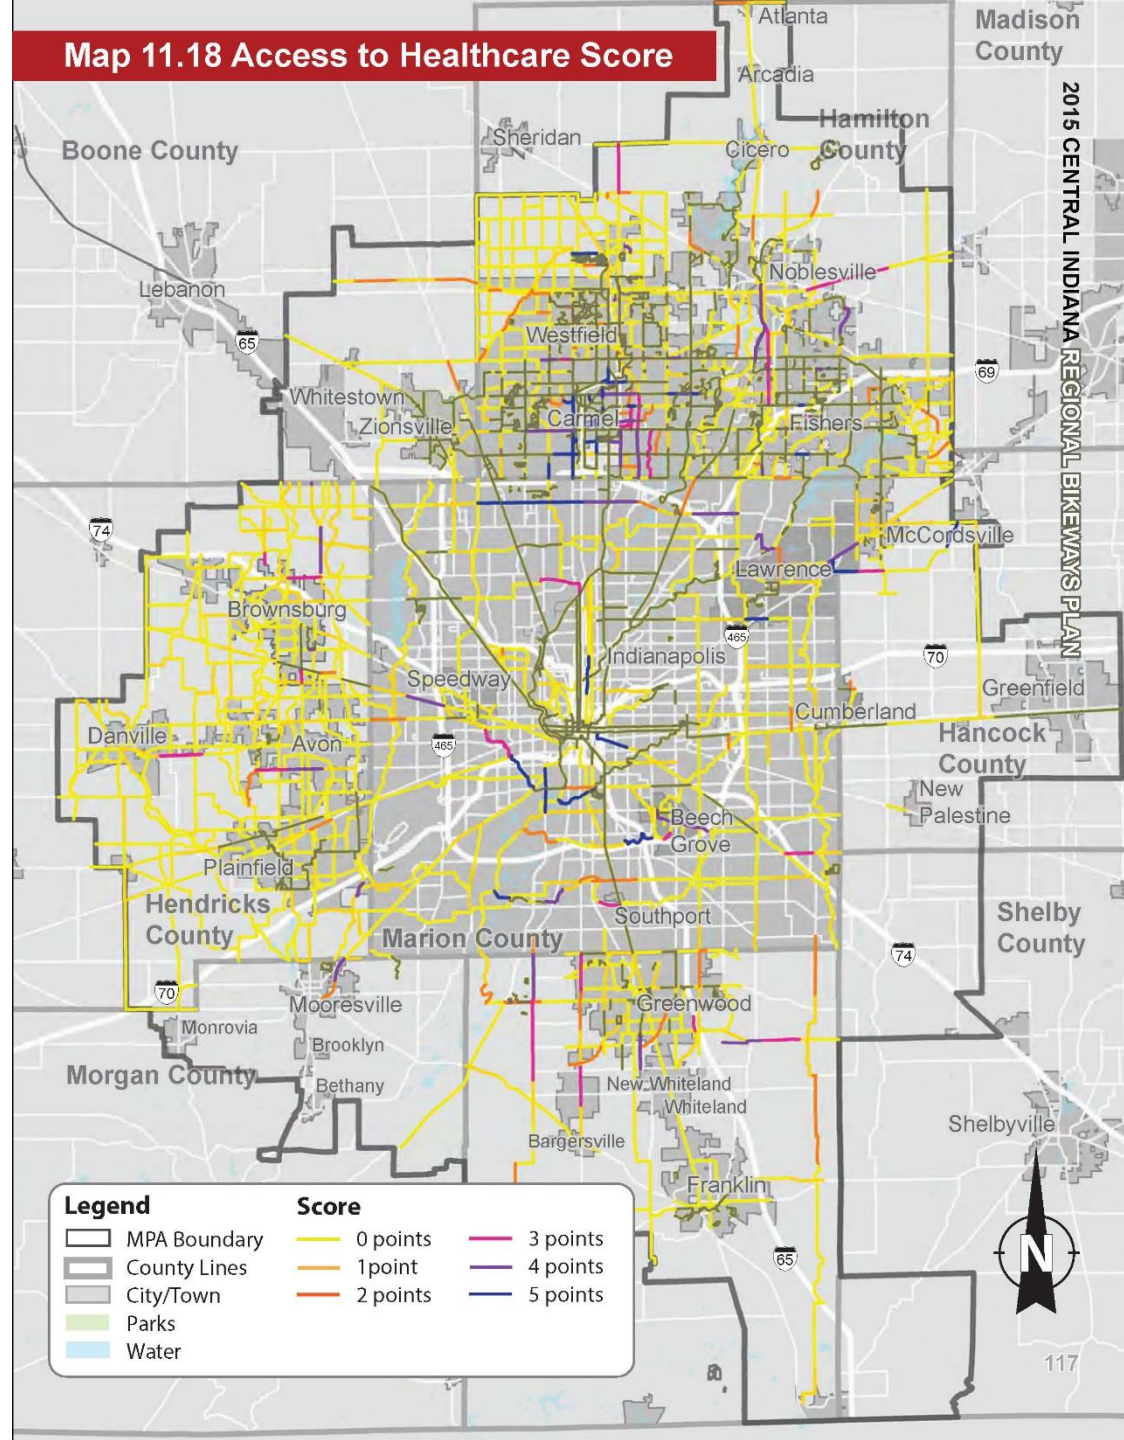 Map 11.18 Access to Healthcare Score
Atlanta
Madison
County
Arcadia
2015 CENTRAL INDIANA REGIONAL BIKEWAYS PLAN
Hamilton
County
Sheridan
Cicero
Boone County
Lebanon
Noblesville
Westfield
65
69
Whitestown
Zionsville
Carmel
Fishers
74
McCordsville
Lawrence
Brownsburg
465
Indianapolis
70
Speedway
Greenfield
Cumberland
Danville
Avon
465
Hancock
County
New
Palestine
Beech
Grove
Plainfield
Hendricks
County
Southport
Shelby
County
Marion County
74
70
Mooresville
Greenwood
Monrovia
Brooklyn
Morgan County
Bethany
New Whiteland
Whiteland
Bargersville
Shelbyville
Franklin
Legend
MPA Boundary
County Lines
City/Town
Parks
Water
Score
0 points
1point
2 points
3 points
4 points
5 points
65
N
117